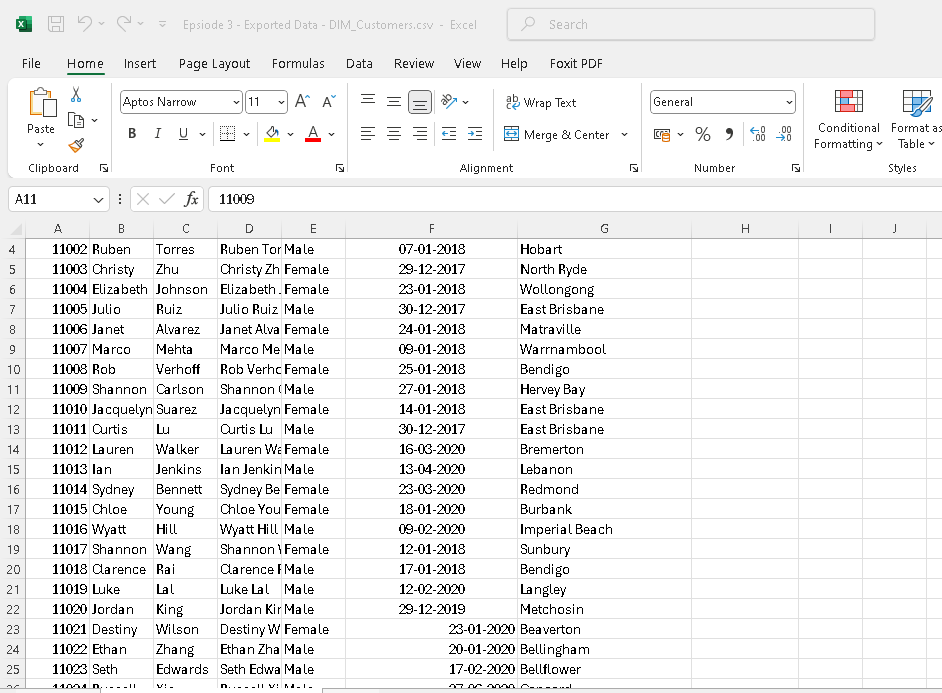 Epsiode 3 - Exported Data - DIM_Customers.csv - Excel
Search
File Home Insert Page Layout Formulas Data Review View Help Foxit PDF
Aptos Narrow 11 A A Wrap Text General
Paste B I U A Merge & Center % Conditional Format as
Formatting Table
Clipboard Font Alignment Number Styles
A11 fx 11009
A B C D E F G H I J
4 11002 Ruben Torres Ruben Tor Male 07-01-2018 Hobart
5 11003 Christy Zhu Christy Zh Female 29-12-2017 North Ryde
6 11004 Elizabeth Johnson Elizabeth Female 23-01-2018 Wollongong
7 11005 Julio Ruiz Julio Ruiz Male 30-12-2017 East Brisbane
8 11006 Janet Alvarez Janet Alva Female 24-01-2018 Matraville
9 11007 Marco Mehta Marco Me Male 09-01-2018 Warrnambool
10 11008 Rob Verhoff Rob Verho Female 25-01-2018 Bendigo
11 11009 Shannon Carlson Shannon Male 27-01-2018 Hervey Bay
12 11010 Jacquelyn Suarez Jacquelyn Female 14-01-2018 East Brisbane
13 11011 Curtis Lu Curtis Lu Male 30-12-2017 East Brisbane
14 11012 Lauren Walker Lauren Wa Female 16-03-2020 Bremerton
15 11013 Ian Jenkins Ian Jenkin Male 13-04-2020 Lebanon
16 11014 Sydney Bennett Sydney Be Female 23-03-2020 Redmond
17 11015 Chloe Young Chloe You Female 18-01-2020 Burbank
18 11016 Wyatt Hill Wyatt Hill Male 09-02-2020 Imperial Beach
19 11017 Shannon Wang Shannon Female 12-01-2018 Sunbury
20 11018 Clarence Rai Clarence Male 17-01-2018 Bendigo
21 11019 Luke Lal Luke Lal Male 12-02-2020 Langley
22 11020 Jordan King Jordan Kin Male 29-12-2019 Metchosin
23 11021 Destiny Wilson Destiny W Female 23-01-2020 Beaverton
24 11022 Ethan Zhang Ethan Zha Male 20-01-2020 Bellingham
25 11023 Seth Edwards Seth Edwa Male 17-02-2020 Bellflower